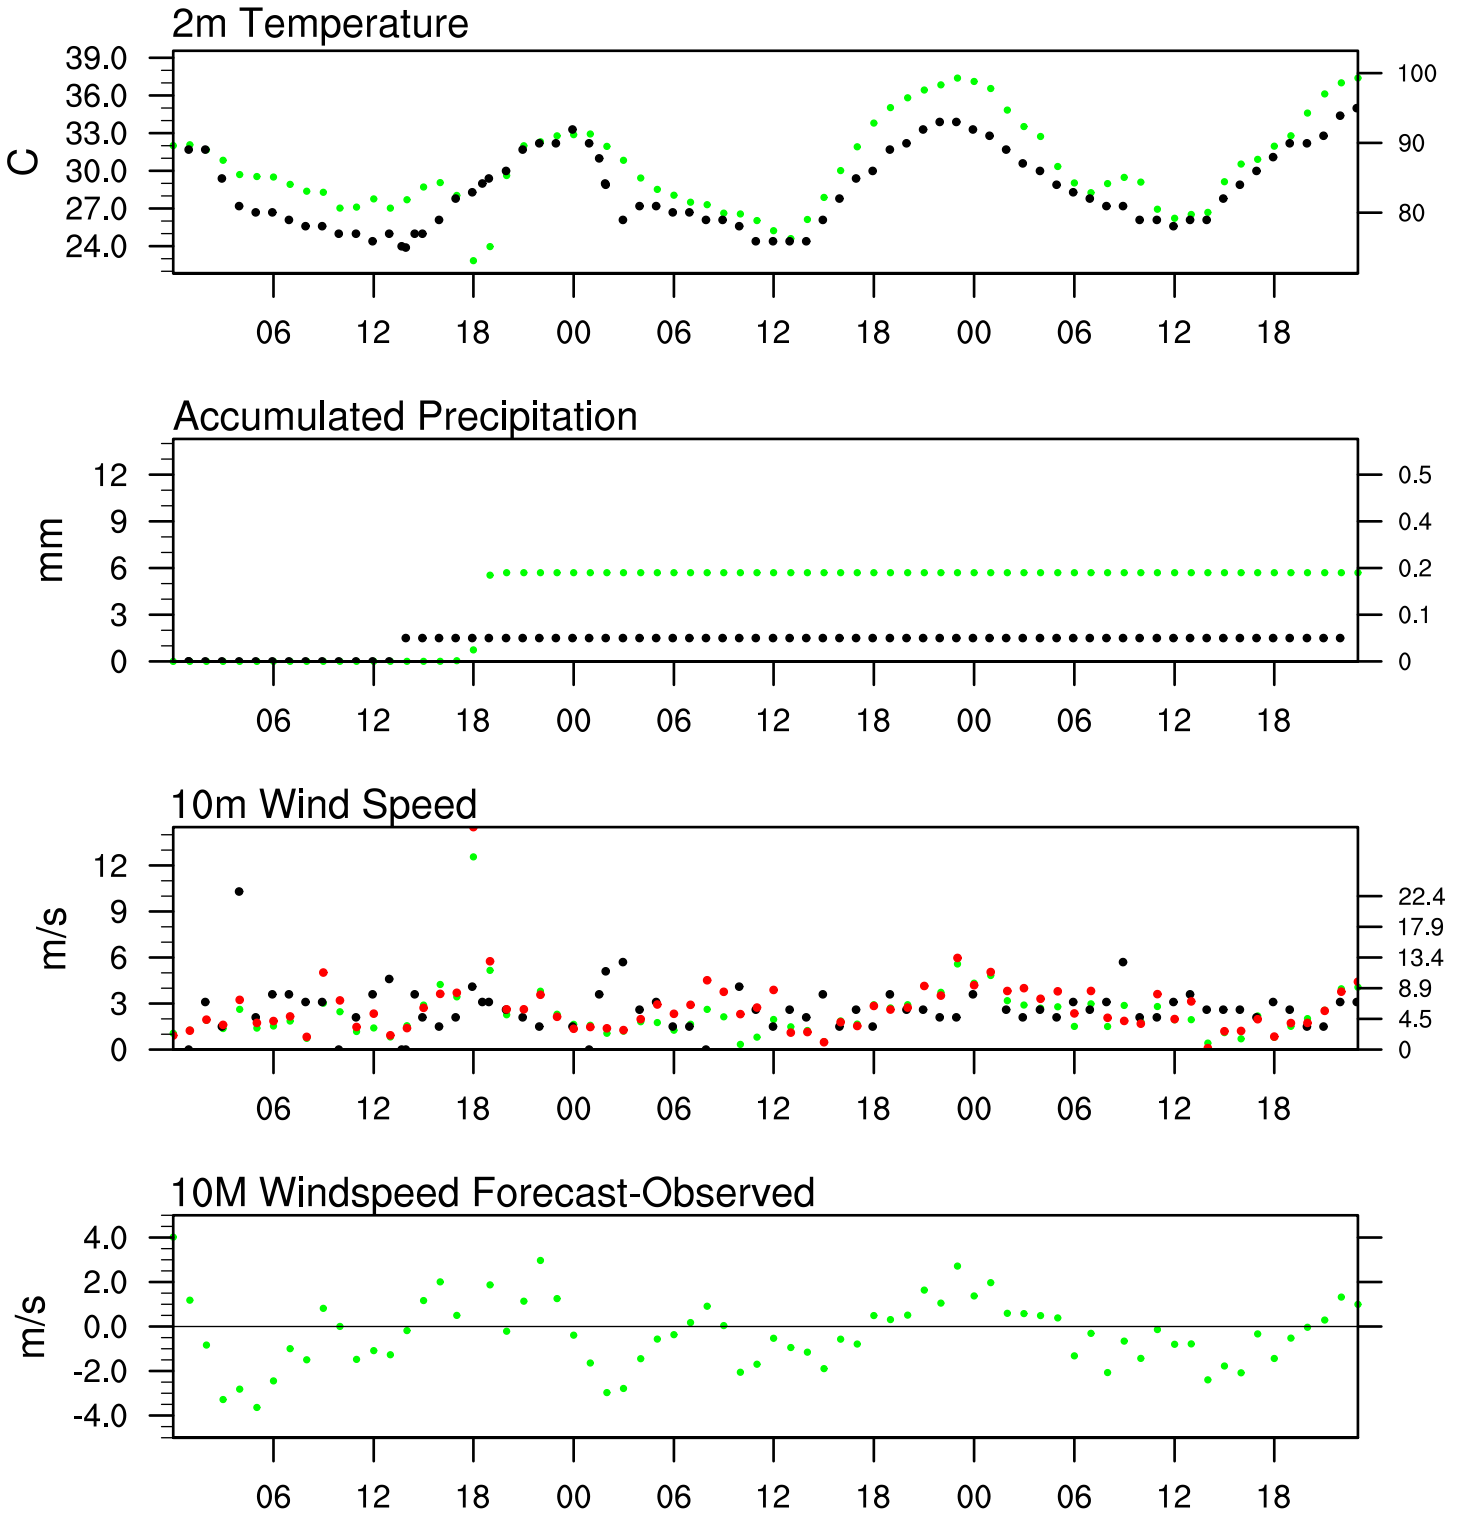 2m Temperature
39.0
36.0
33.0
30.0
27.0
24.0
C
100
90
80
06 12 18 00 06 12 18 00 06 12 18
Accumulated Precipitation
12
9
6
3
0
mm
0.5
0.4
0.2
0.1
0
06 12 18 00 06 12 18 00 06 12 18
10m Wind Speed
12
9
6
3
0
m/s
22.4
17.9
13.4
8.9
4.5
0
06 12 18 00 06 12 18 00 06 12 18
10M Windspeed Forecast-Observed
4.0
2.0
0.0
-2.0
-4.0
m/s
06 12 18 00 06 12 18 00 06 12 18